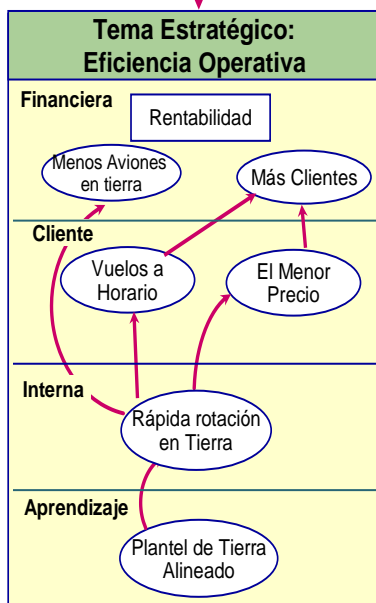 Tema Estratégico:
Eficiencia Operativa
Financiera
Rentabilidad
Menos Aviones
en tierra
Más Clientes
Cliente
Vuelos a
Horario
El Menor
Precio
Interna
Rápida rotación
en Tierra
Aprendizaje
Plantel de Tierra
Alineado